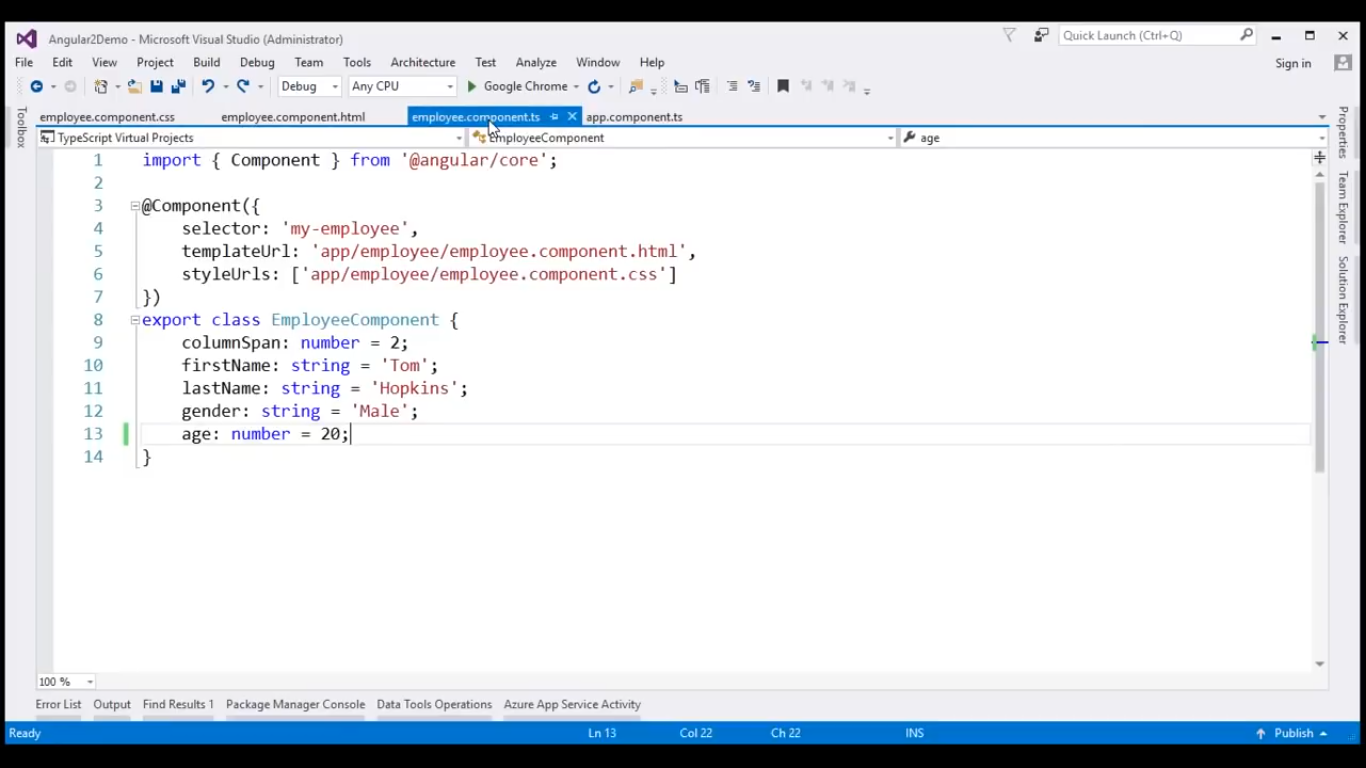 Angular2Demo - Microsoft Visual Studio (Administrator)
Quick Launch (Ctrl+Q)
File Edit View Project Build Debug Team Tools Architecture Test Analyze Window Help
Sign in
Debug Any CPU Google Chrome
employee.component.css employee.component.html employee.component.ts app.component.ts
TypeScript Virtual Projects EmployeeComponent age
Toolbox
1 import { Component } from '@angular/core';
2
3 @Component({
4 selector: 'my-employee',
5 templateUrl: 'app/employee/employee.component.html',
6 styleUrls: ['app/employee/employee.component.css']
7 })
8 export class EmployeeComponent {
9 columnSpan: number = 2;
10 firstName: string = 'Tom';
11 lastName: string = 'Hopkins';
12 gender: string = 'Male';
13 age: number = 20;
14 }
Properties
Team Explorer
Solution Explorer
100 %
Error List Output Find Results 1 Package Manager Console Data Tools Operations Azure App Service Activity
Ready Ln 13 Col 22 Ch 22 INS Publish